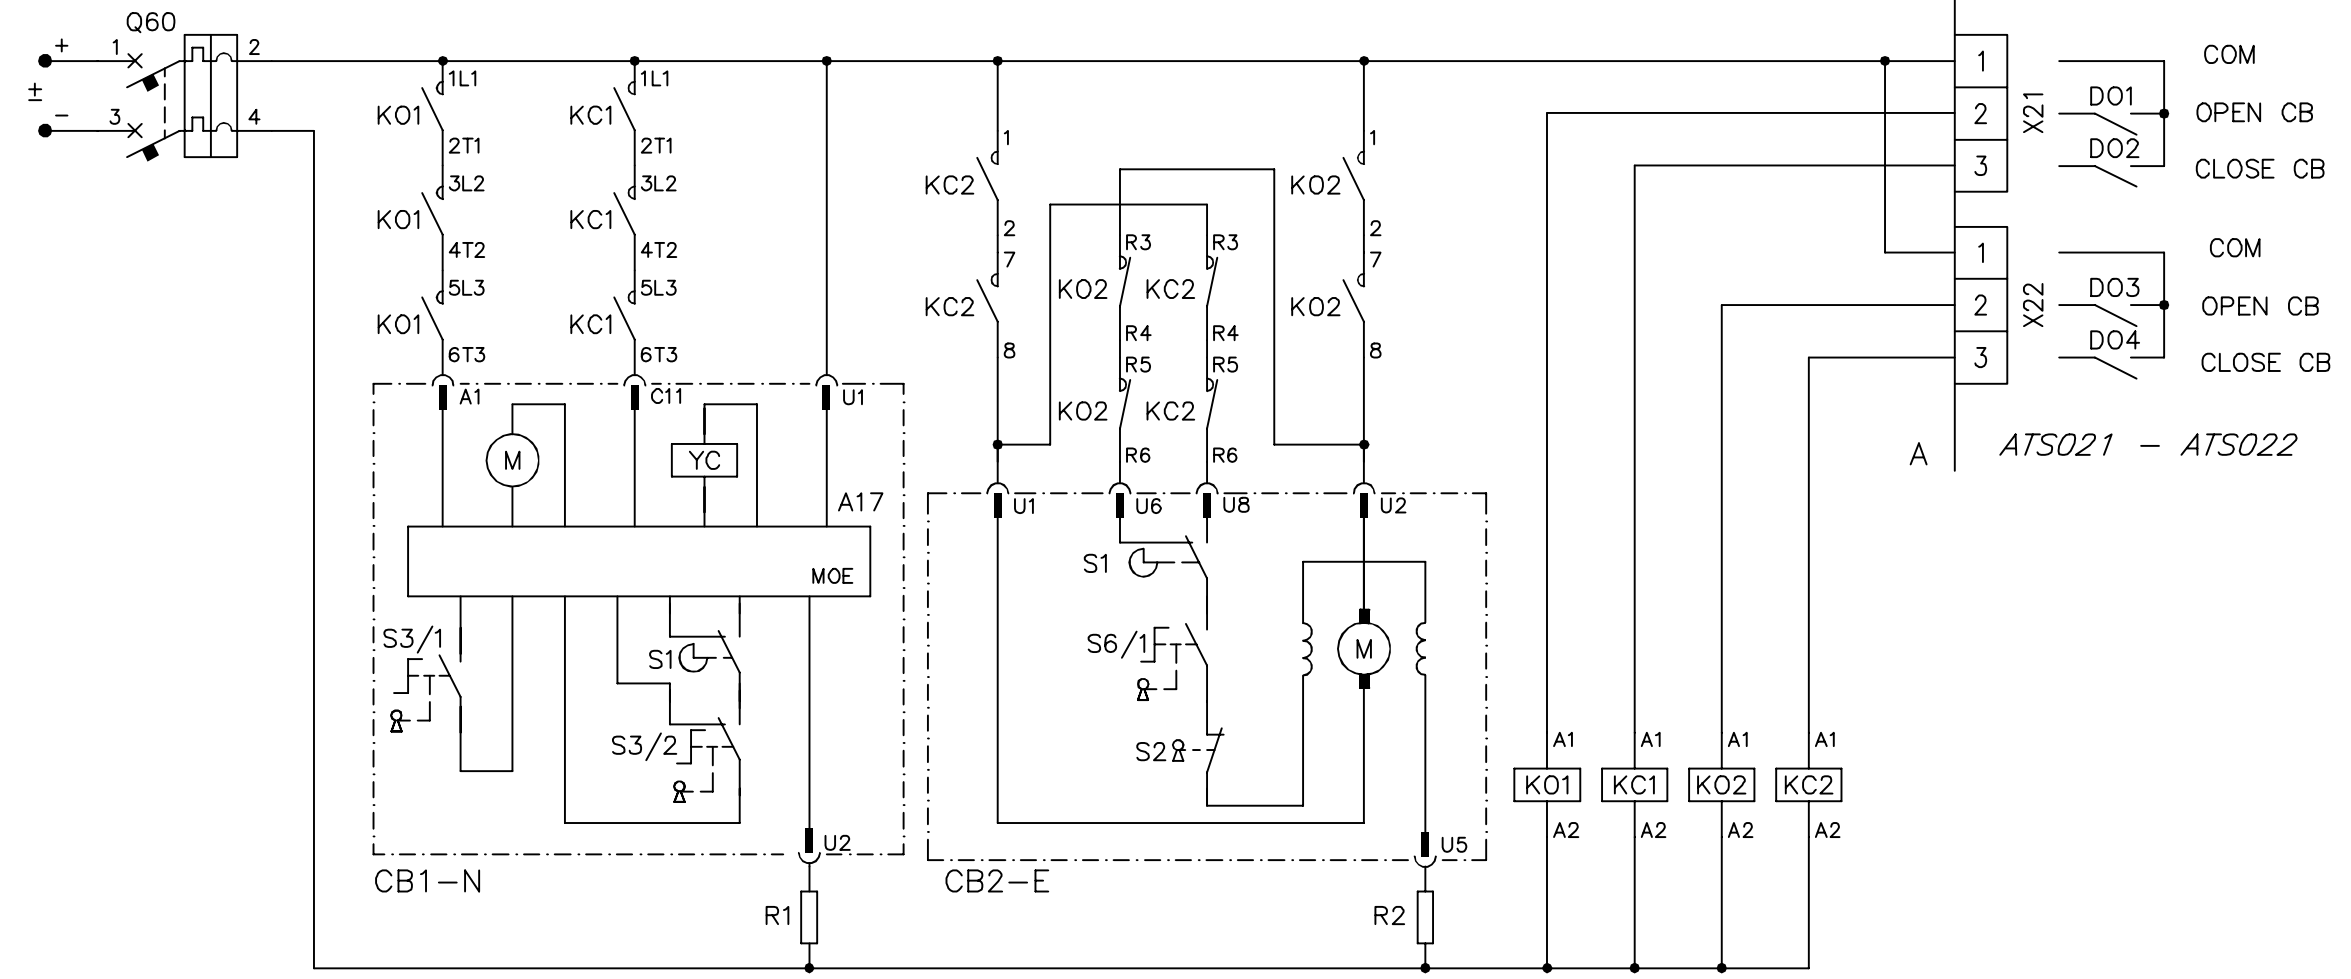 Q60
+ 1 2
±
- 3 4
1L1 1L1
KO1 KC1
2T1 2T1
3L2 3L2
KO1 KC1
4T2 4T2
5L3 5L3
KO1 KC1
6T3 6T3
A1 C11 U1
M YC
A17
MOE
S3/1
S1
S3/2
U2
CB1-N
R1
1 1
KC2 KO2
2 2
7 7
KC2 KO2
8 8
R3 R3
KO2 KC2
R4 R4
R5 R5
KO2 KC2
R6 R6
U1 U6 U8 U2
S1
S6/1 M
S2
U5
CB2-E
R2
A1 A1 A1 A1
KO1 KC1 KO2 KC2
A2 A2 A2 A2
1 COM
2 X21 DO1 OPEN CB
3 DO2 CLOSE CB
1 COM
2 X22 DO3 OPEN CB
3 DO4 CLOSE CB
A ATS021 - ATS022